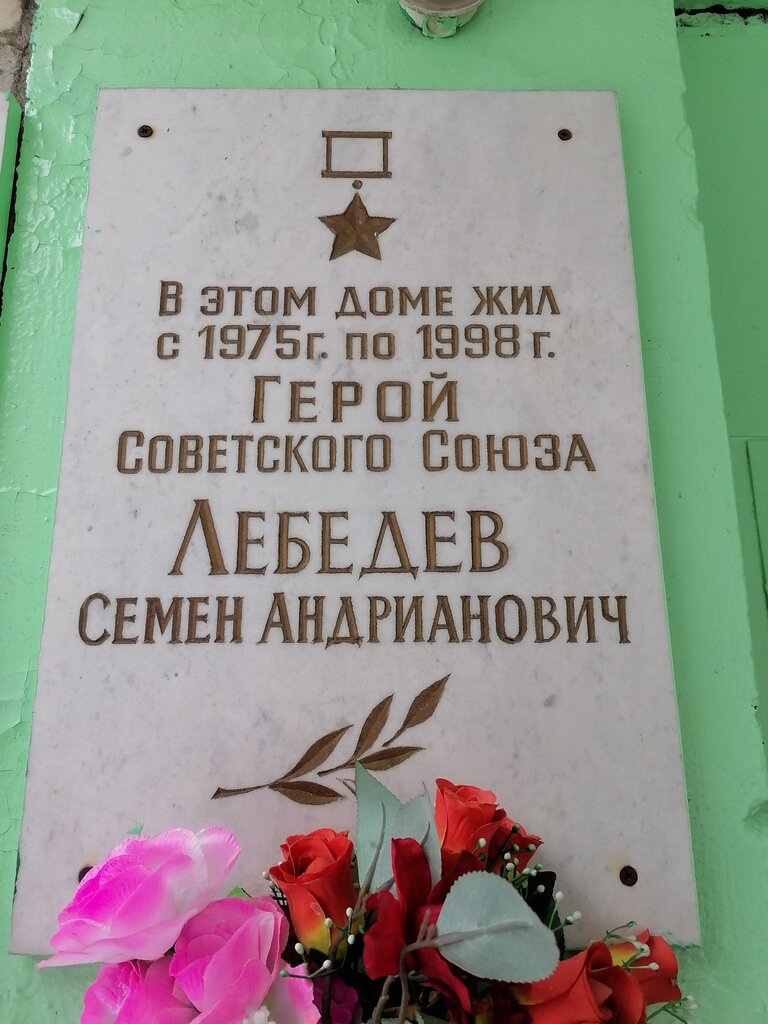 В ЭТОМ ДОМЕ ЖИЛ
С 1975г. ПО 1998 г.
ГЕРОЙ
СОВЕТСКОГО СОЮЗА
ЛЕБЕДЕВ
СЕМЕН АНДРИАНОВИЧ